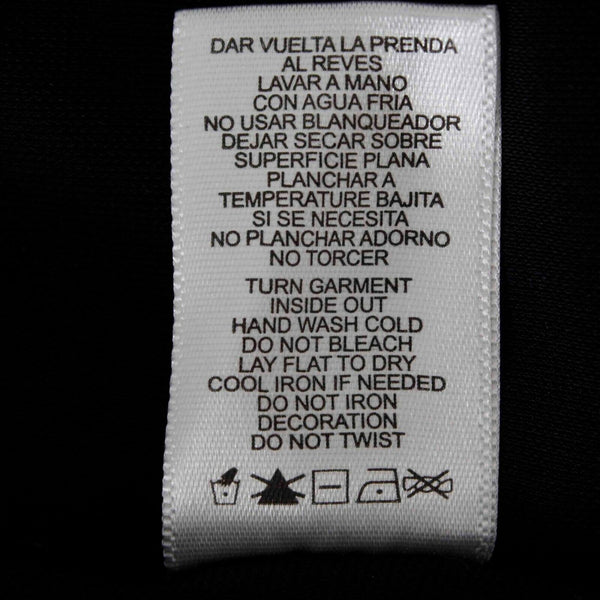 DAR VUELTA LA PRENDA
AL REVES
LAVAR A MANO
CON AGUA FRIA
NO USAR BLANQUEADOR
DEJAR SECAR SOBRE
SUPERFICIE PLANA
PLANCHAR A
TEMPERATURE BAJITA
SI SE NECESITA
NO PLANCHAR ADORNO
NO TORCER
TURN GARMENT
INSIDE OUT
HAND WASH COLD
DO NOT BLEACH
LAY FLAT TO DRY
COOL IRON IF NEEDED
DO NOT IRON
DECORATION
DO NOT TWIST